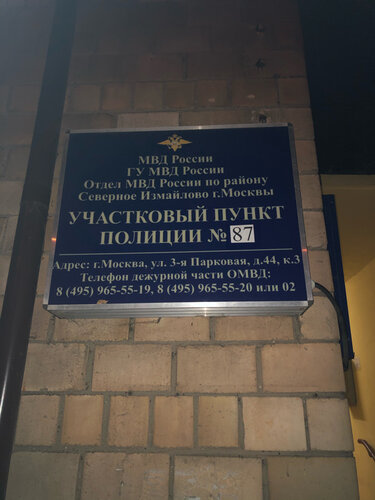 МВД России
ГУ МВД России
Отдел МВД России по району
Северное Измайлово г.Москвы
УЧАСТКОВЫЙ ПУНКТ
ПОЛИЦИИ № 87
Адрес: г.Москва, ул. 3-я Парковая, д.44, к.3
Телефон дежурной части ОМВД:
8 (495) 965-55-19, 8 (495) 965-55-20 или 02